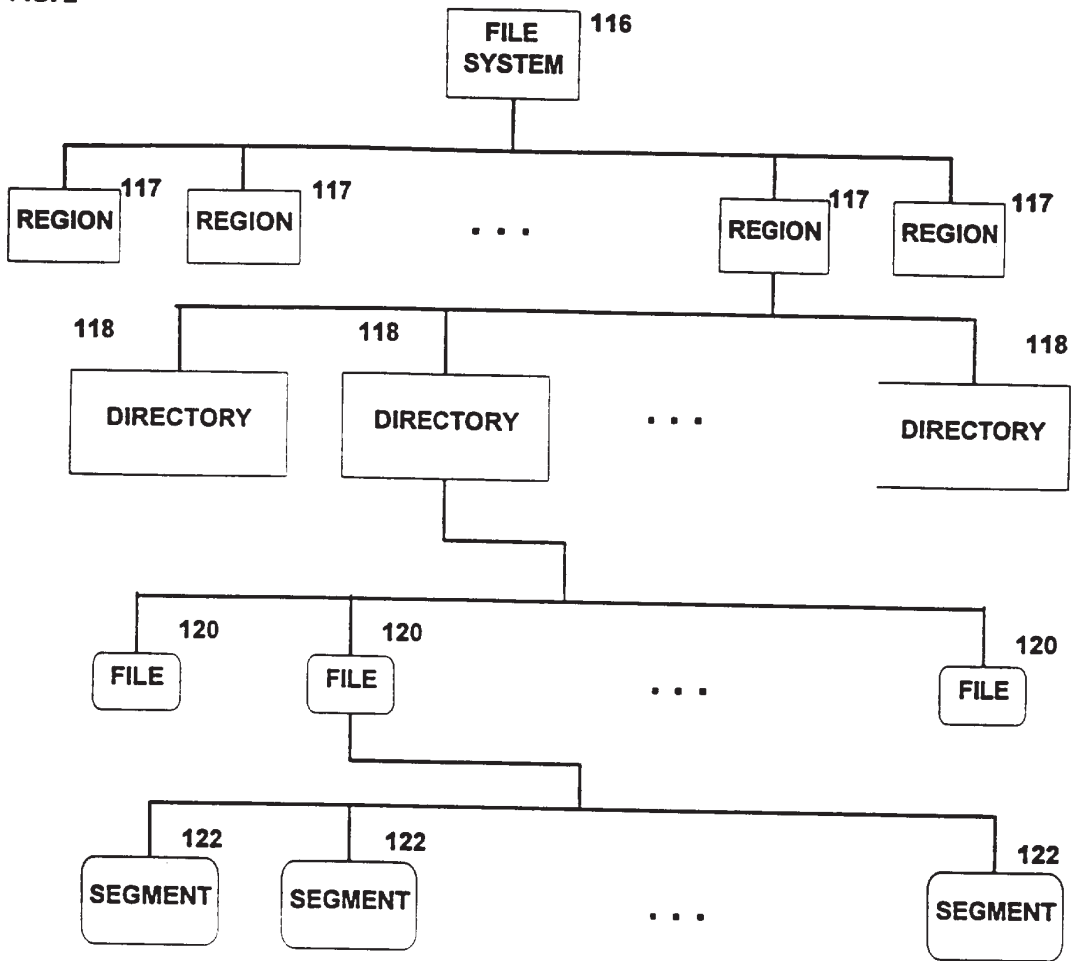 FILE
SYSTEM
116
117
117
117
117
REGION
REGION
. . .
REGION
REGION
118
118
118
DIRECTORY
DIRECTORY
. . .
DIRECTORY
120
120
120
FILE
FILE
. . .
FILE
122
122
122
SEGMENT
SEGMENT
. . .
SEGMENT